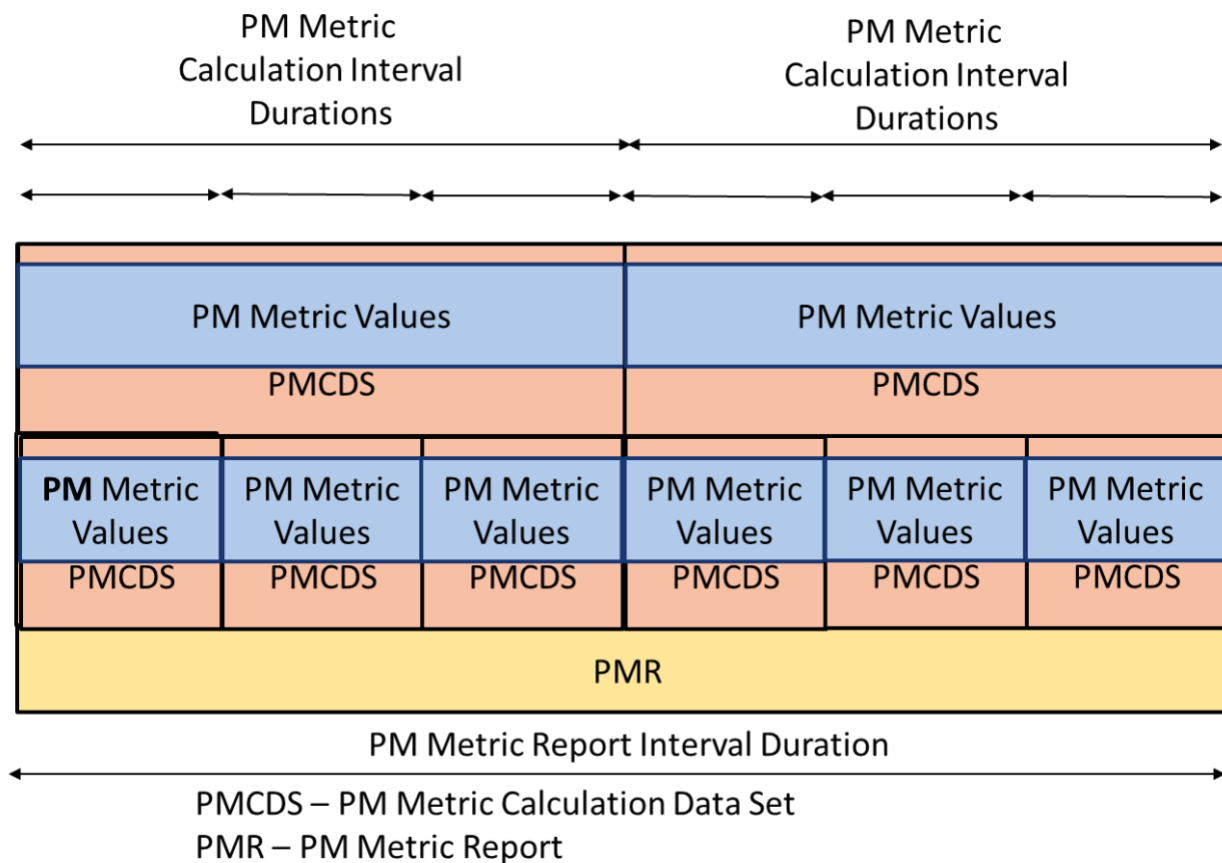 PM Metric
Calculation Interval
Durations
PM Metric
Calculation Interval
Durations
PM Metric Values
PM Metric Values
PMCDS
PMCDS
PM Metric
Values
PM Metric
Values
PM Metric
Values
PM Metric
Values
PM Metric
Values
PM Metric
Values
PMCDS
PMCDS
PMCDS
PMCDS
PMCDS
PMCDS
PMR
PM Metric Report Interval Duration
PMCDS – PM Metric Calculation Data Set
PMR – PM Metric Report